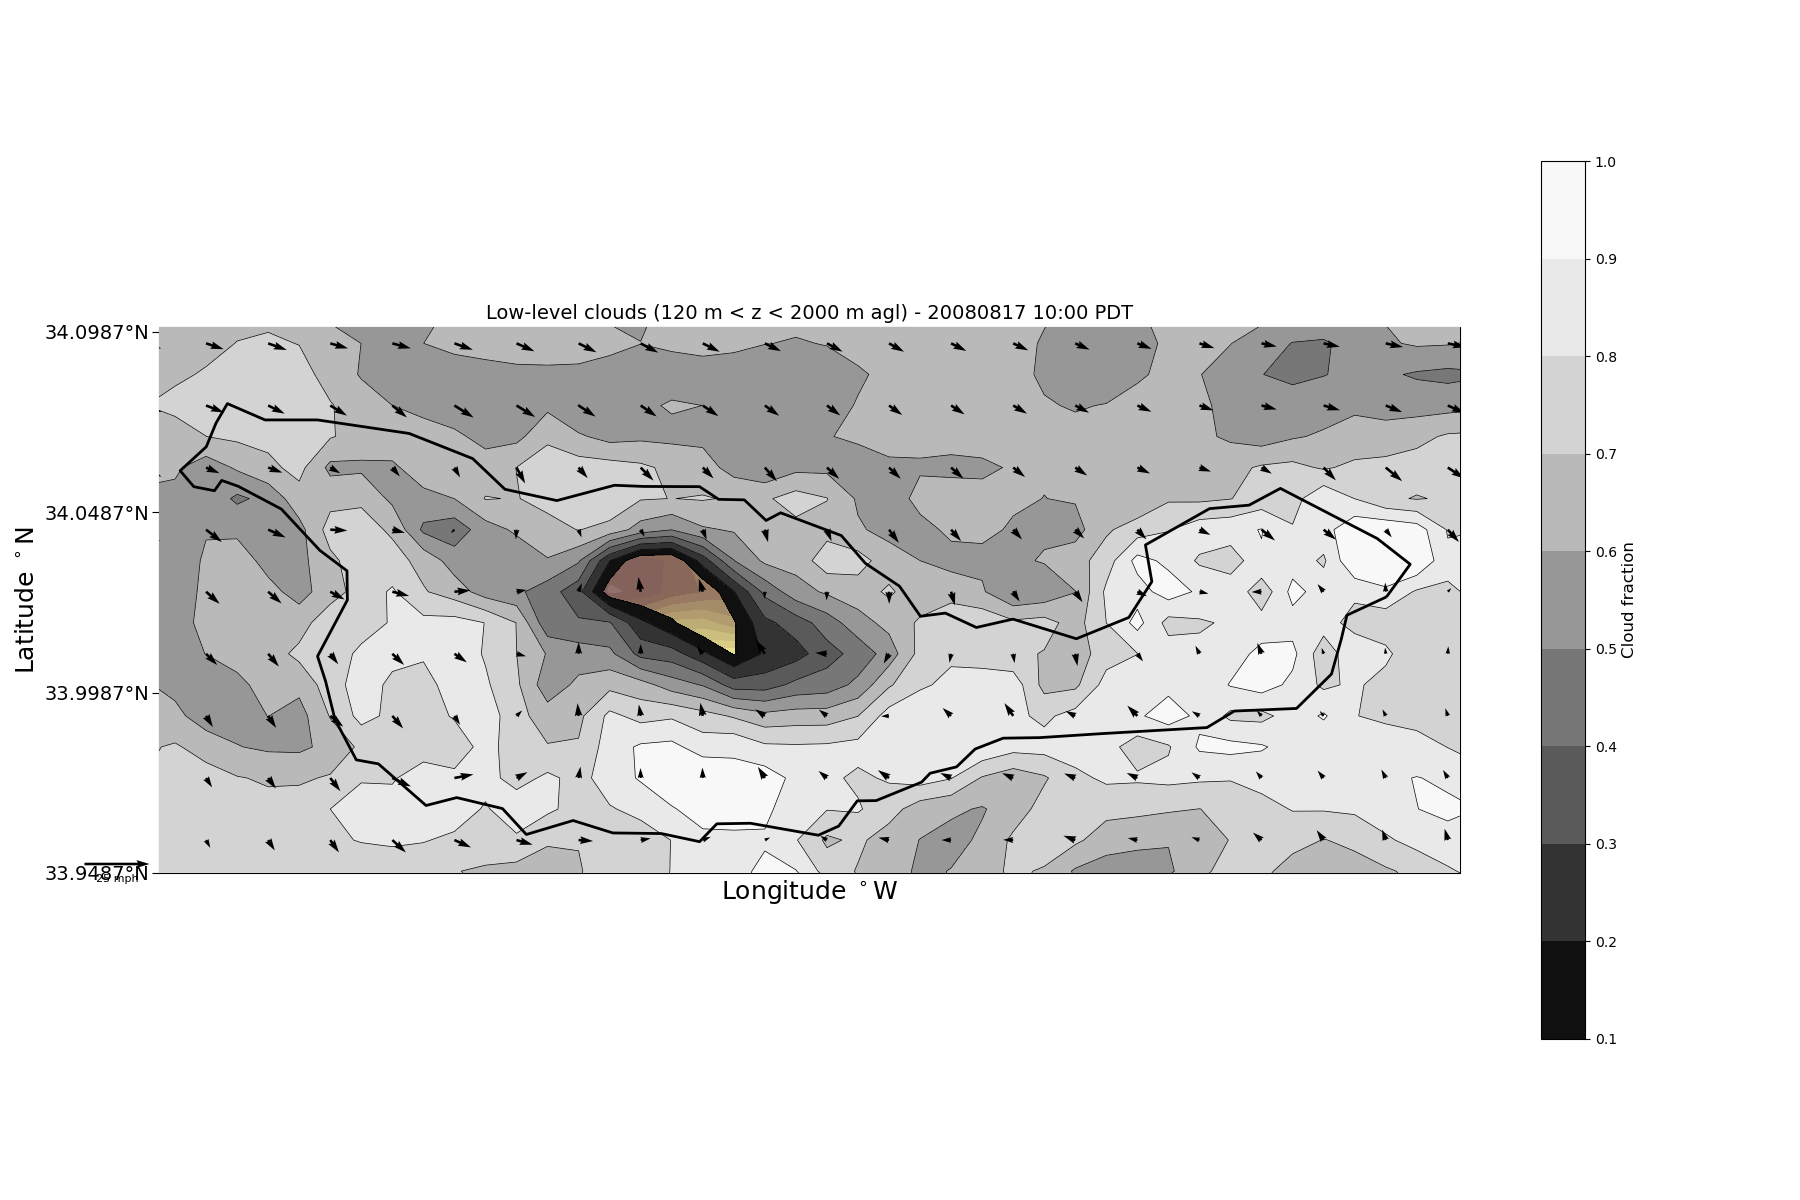 Low-level clouds (120 m < z < 2000 m agl) - 20080817 10:00 PDT
34.0987°N
34.0487°N
33.9987°N
33.9487°N
Latitude °N
25 mph
Longitude °W
1.0
0.9
0.8
0.7
0.6
0.5
0.4
0.3
0.2
0.1
Cloud fraction